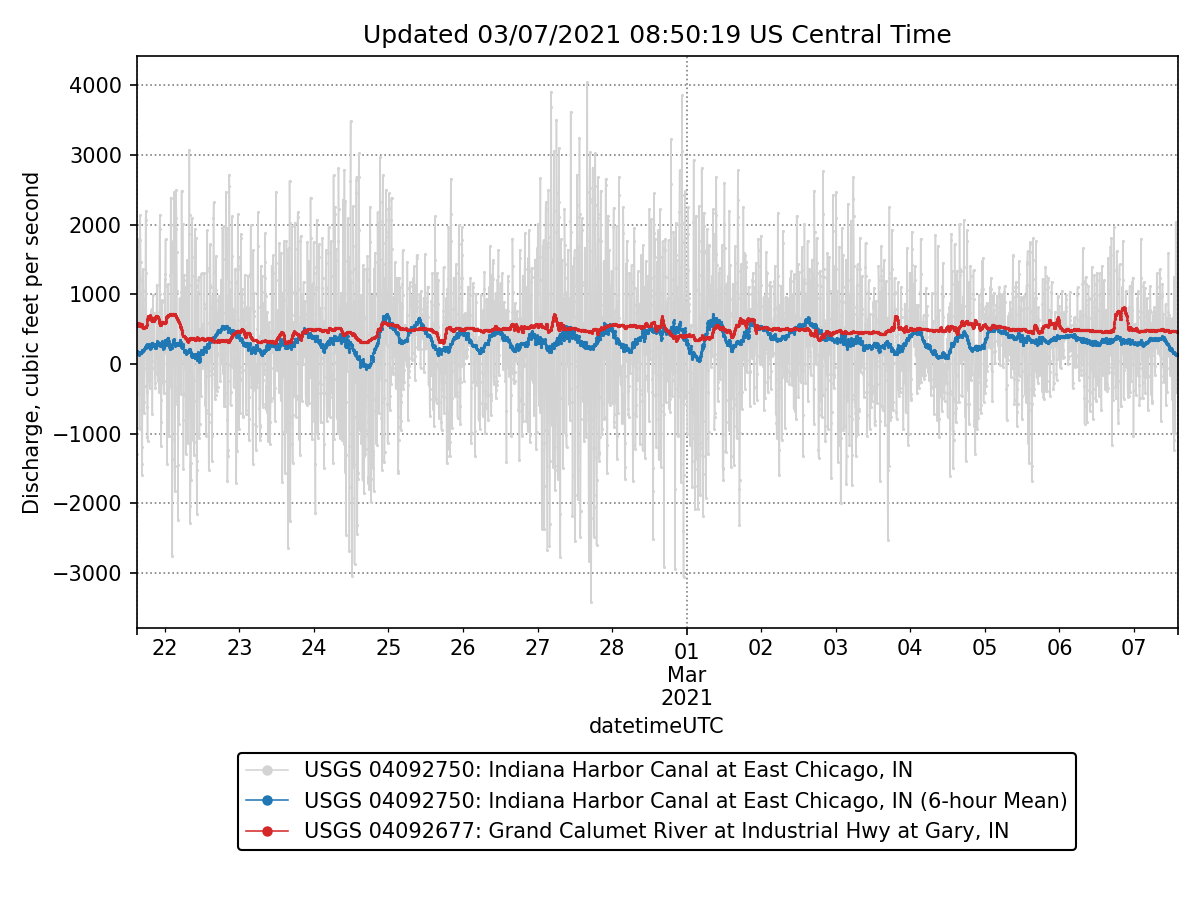 Updated 03/07/2021 08:50:19 US Central Time
Discharge, cubic feet per second
4000
3000
2000
1000
0
−1000
−2000
−3000
22 23 24 25 26 27 28 01 02 03 04 05 06 07
Mar
2021
datetimeUTC
USGS 04092750: Indiana Harbor Canal at East Chicago, IN
USGS 04092750: Indiana Harbor Canal at East Chicago, IN (6-hour Mean)
USGS 04092677: Grand Calumet River at Industrial Hwy at Gary, IN